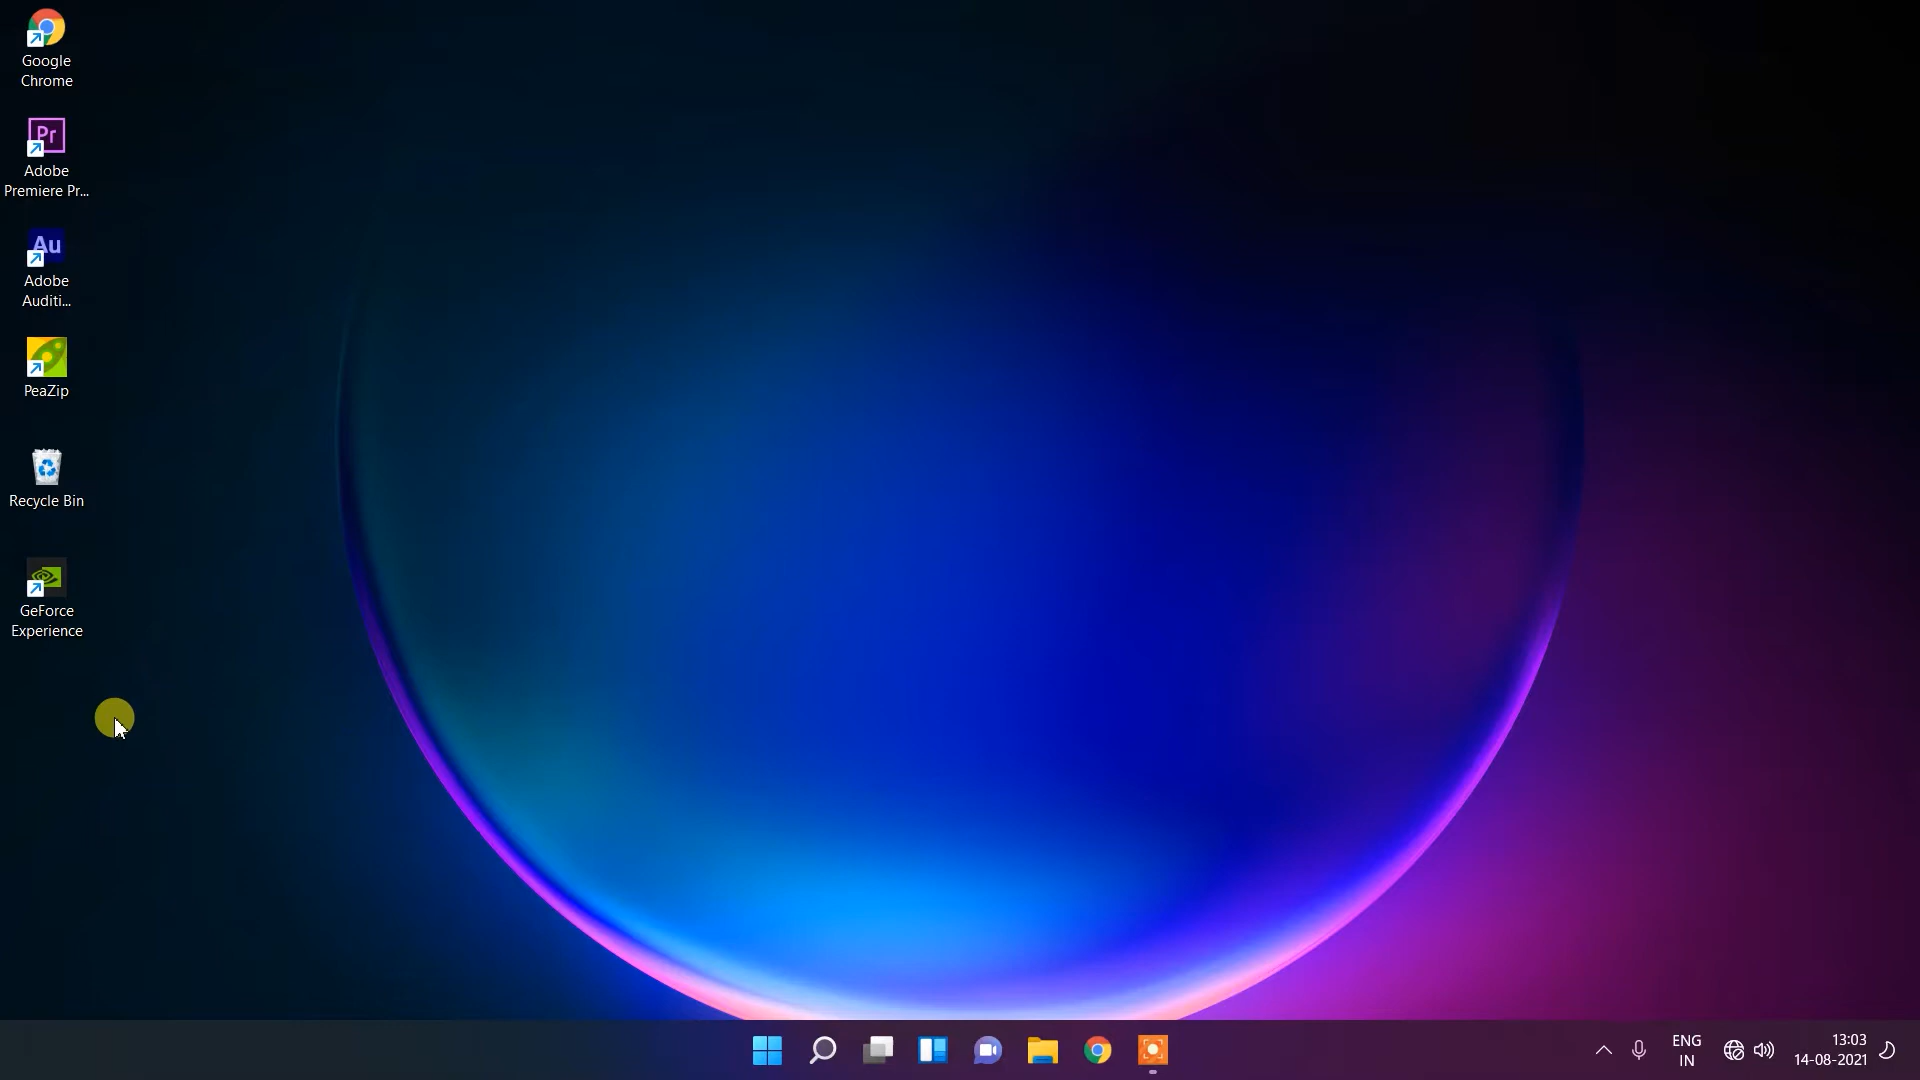 Google
Chrome
Pr
Adobe
Premiere Pr...
Au
Adobe
Auditi...
PeaZip
Recycle Bin
GeForce
Experience
ENG
IN
13:03
14-08-2021